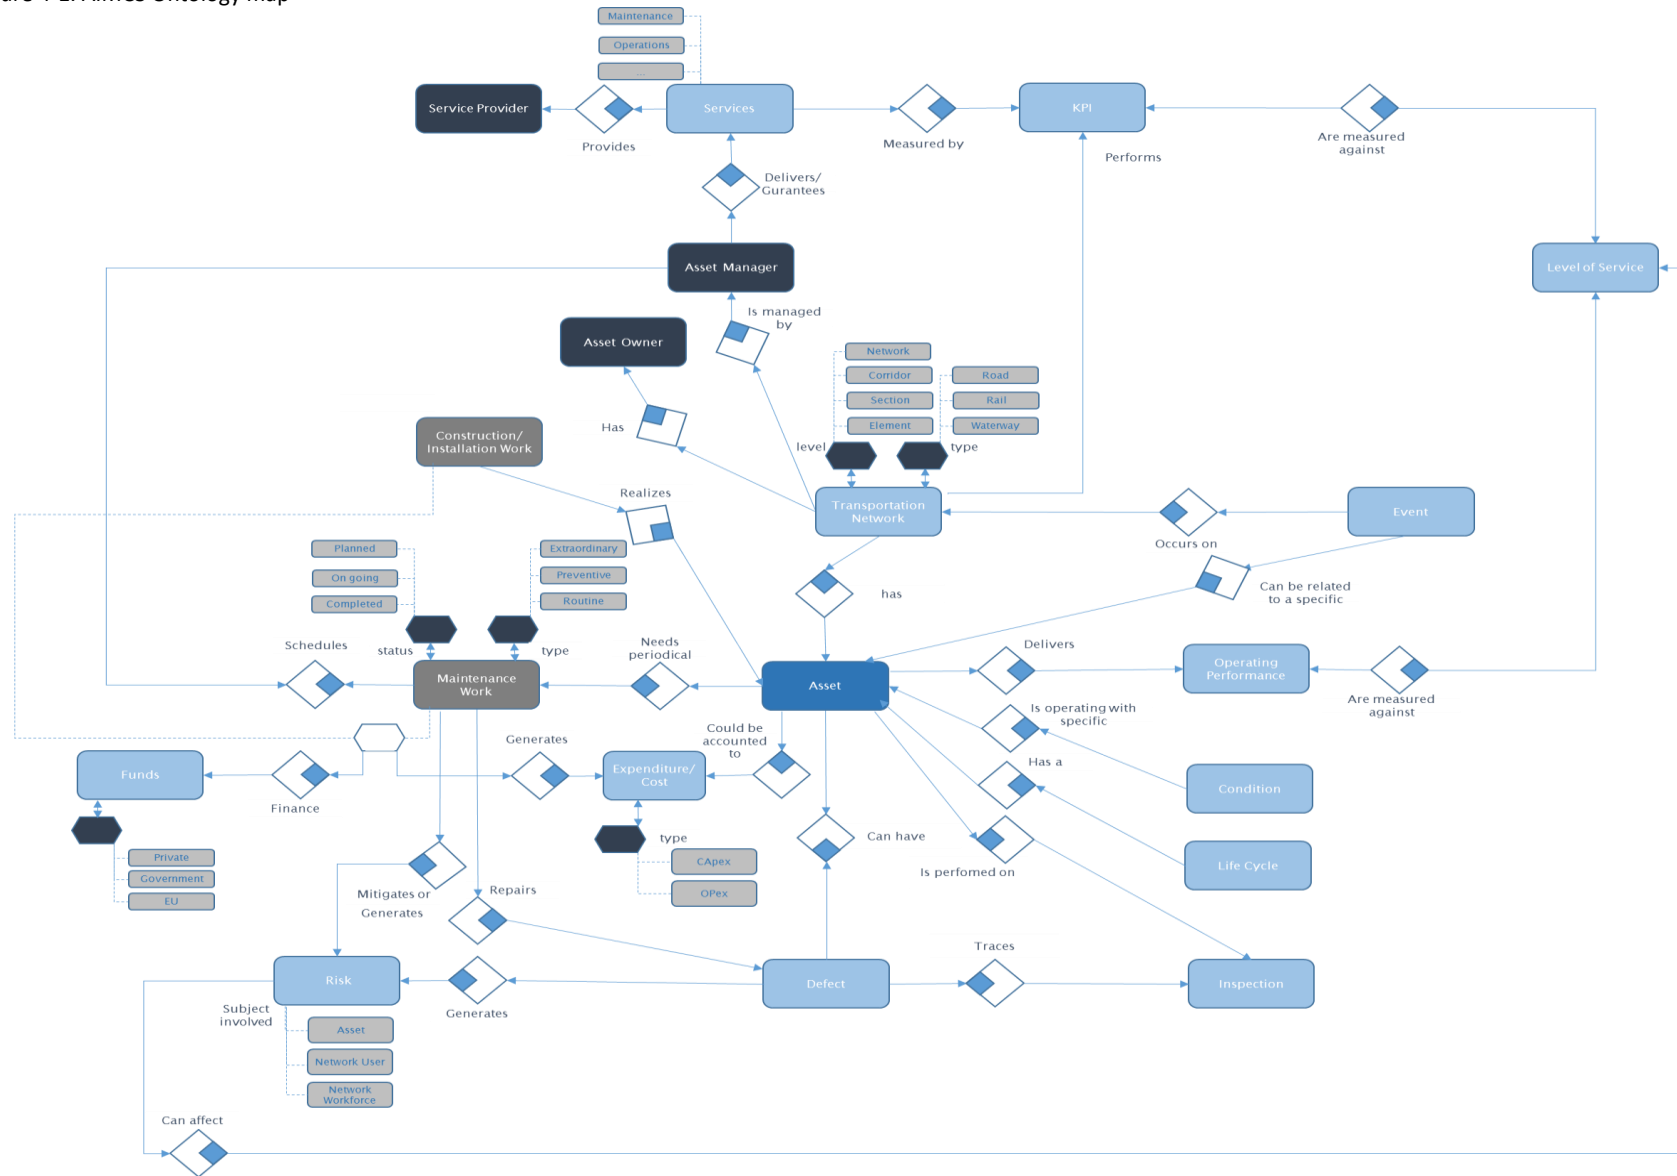 Maintenance
Operations
...
Service Provider
Services
KPI
Provides
Measured by
Are measured
against
Performs
Delivers/
Gurantees
Asset Manager
Level of Service
Is managed
by
Asset Owner
Network
Corridor
Section
Element
Road
Rail
Waterway
Has
level
type
Construction/
Installation Work
Realizes
Transportation
Network
Event
Occurs on
Can be related
to a specific
has
Planned
On going
Completed
Extraordinary
Preventive
Routine
Schedules
status
type
Needs
periodical
Maintenance
Work
Asset
Delivers
Operating
Performance
Are measured
against
Is operating with
specific
Could be
accounted
to
Generates
Funds
Finance
Expenditure/
Cost
Has a
Condition
type
CApex
OPex
Can have
Is perfomed on
Life Cycle
Private
Government
EU
Mitigates or
Generates
Repairs
Traces
Risk
Generates
Defect
Inspection
Subject
involved
Asset
Network User
Network
Workforce
Can affect